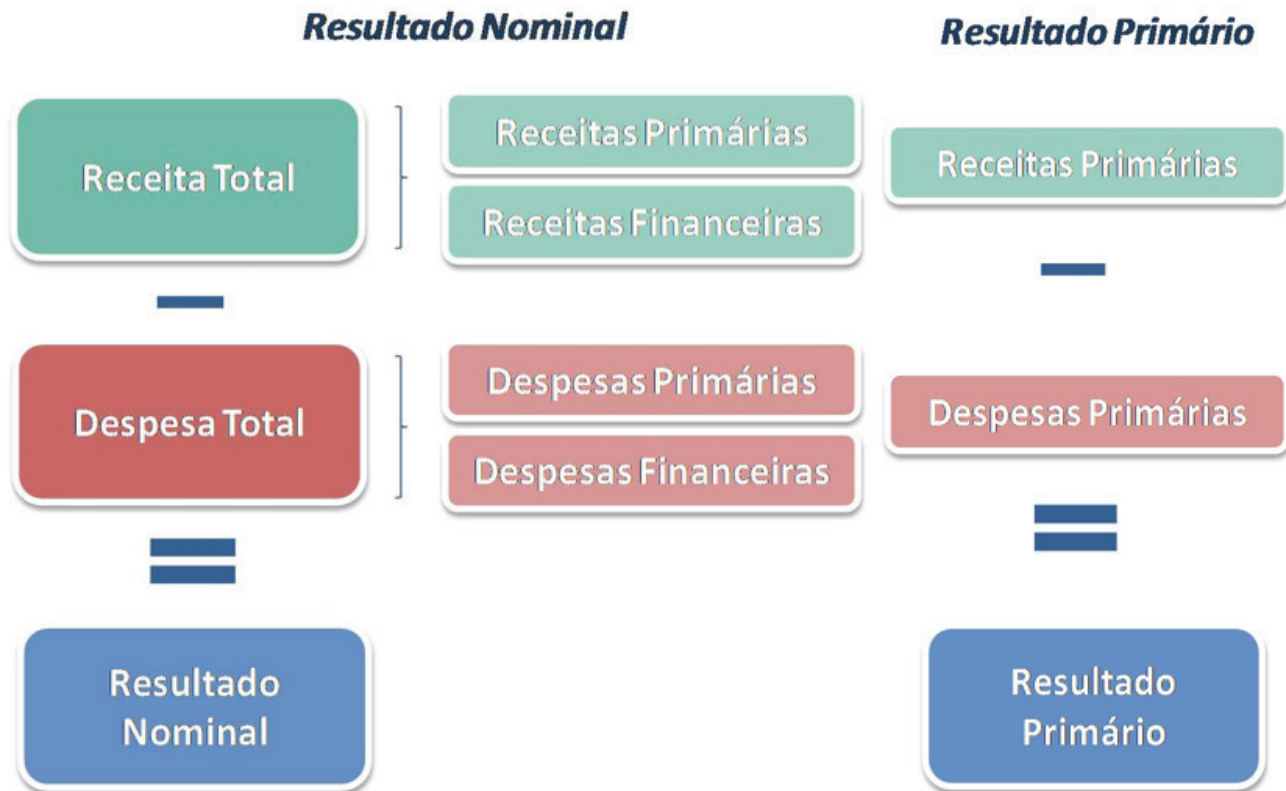 Resultado Nominal
Resultado Primário
Receita Total
Receitas Primárias
Receitas Financeiras
Receitas Primárias
Despesa Total
Despesas Primárias
Despesas Financeiras
Despesas Primárias
Resultado
Nominal
Resultado
Primário